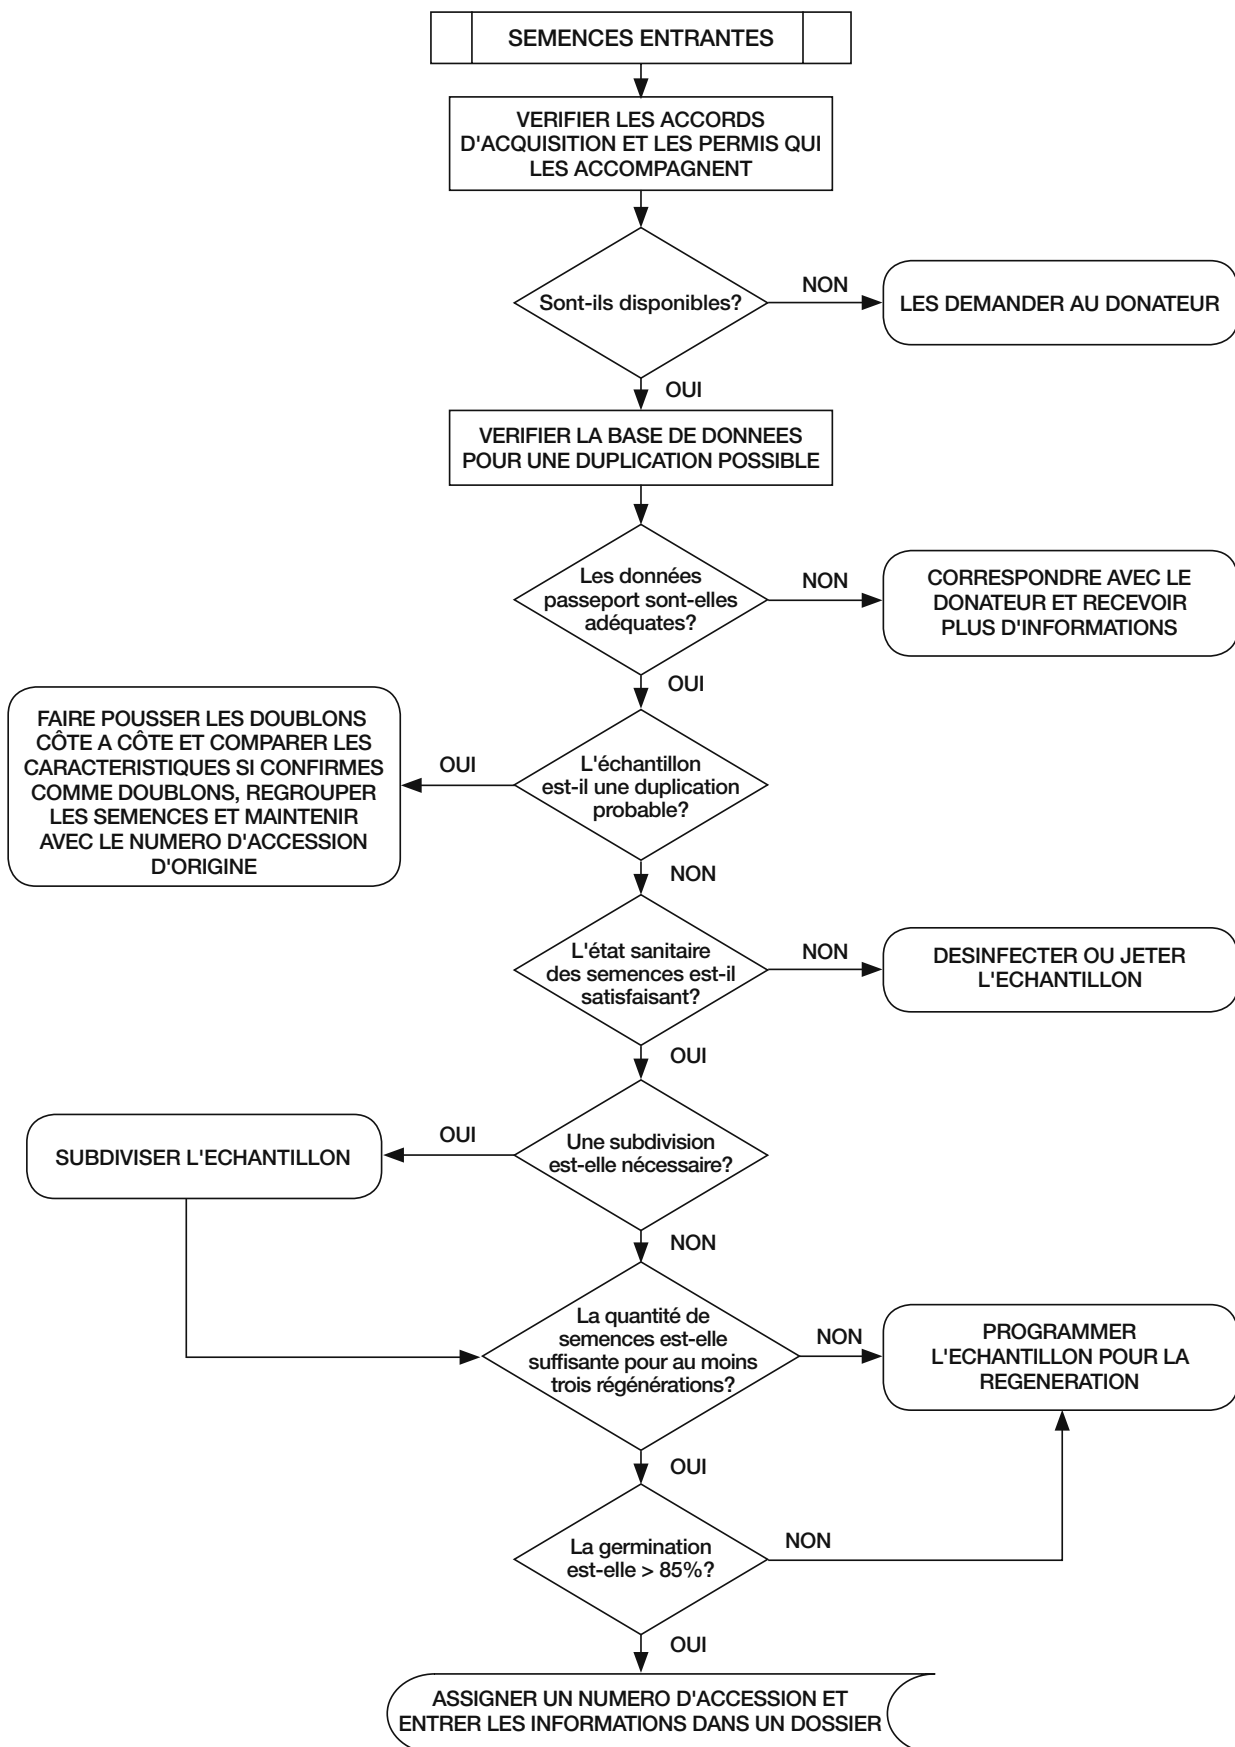 SEMENCES ENTRANTES
VERIFIER LES ACCORDS
D'ACQUISITION ET LES PERMIS QUI
LES ACCOMPAGNENT
Sont-ils disponibles?
NON
LES DEMANDER AU DONATEUR
OUI
VERIFIER LA BASE DE DONNEES
POUR UNE DUPLICATION POSSIBLE
Les données
passeport sont-elles
adéquates?
NON
CORRESPONDRE AVEC LE
DONATEUR ET RECEVOIR
PLUS D'INFORMATIONS
OUI
L'échantillon
est-il une duplication
probable?
OUI
FAIRE POUSSER LES DOUBLONS
CÔTE A CÔTE ET COMPARER LES
CARACTERISTIQUES SI CONFIRMES
COMME DOUBLONS, REGROUPER
LES SEMENCES ET MAINTENIR
AVEC LE NUMERO D'ACCESSION
D'ORIGINE
NON
L'état sanitaire
des semences est-il
satisfaisant?
NON
DESINFECTER OU JETER
L'ECHANTILLON
OUI
Une subdivision
est-elle nécessaire?
OUI
SUBDIVISER L'ECHANTILLON
NON
La quantité de
semences est-elle
suffisante pour au moins
trois régénérations?
NON
PROGRAMMER
L'ECHANTILLON POUR LA
REGENERATION
OUI
La germination
est-elle > 85%?
NON
OUI
ASSIGNER UN NUMERO D'ACCESSION ET
ENTRER LES INFORMATIONS DANS UN DOSSIER